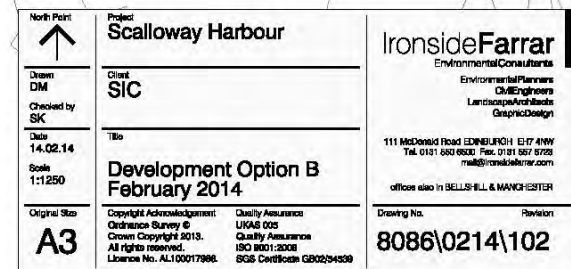 North Point
Project
Scalloway Harbour
Drawn
DM
Client
SIC
Checked by
SK
Date
14.02.14
Title
Scale
1:1250
Development Option B
February 2014
Original Size
A3
Copyright Acknowledgement
Ordnance Survey ©
Crown Copyright 2013.
All rights reserved.
Licence No. AL100017966.
Quality Assurance
UKAS 005
Quality Assurance
ISO 9001:2008
SGS Certificate GB02/54539
IronsideFarrar
EnvironmentalConsultants
EnvironmentalPlanners
CivilEngineers
LandscapeArchitects
GraphicDesign
111 McDonald Road EDINBURGH EH7 4NW
Tel. 0131 550 6500 Fax. 0131 557 5723
mail@ironsidefarrar.com
offices also in BELLSHILL & MANCHESTER
Drawing No.
Revision
8086\0214\102